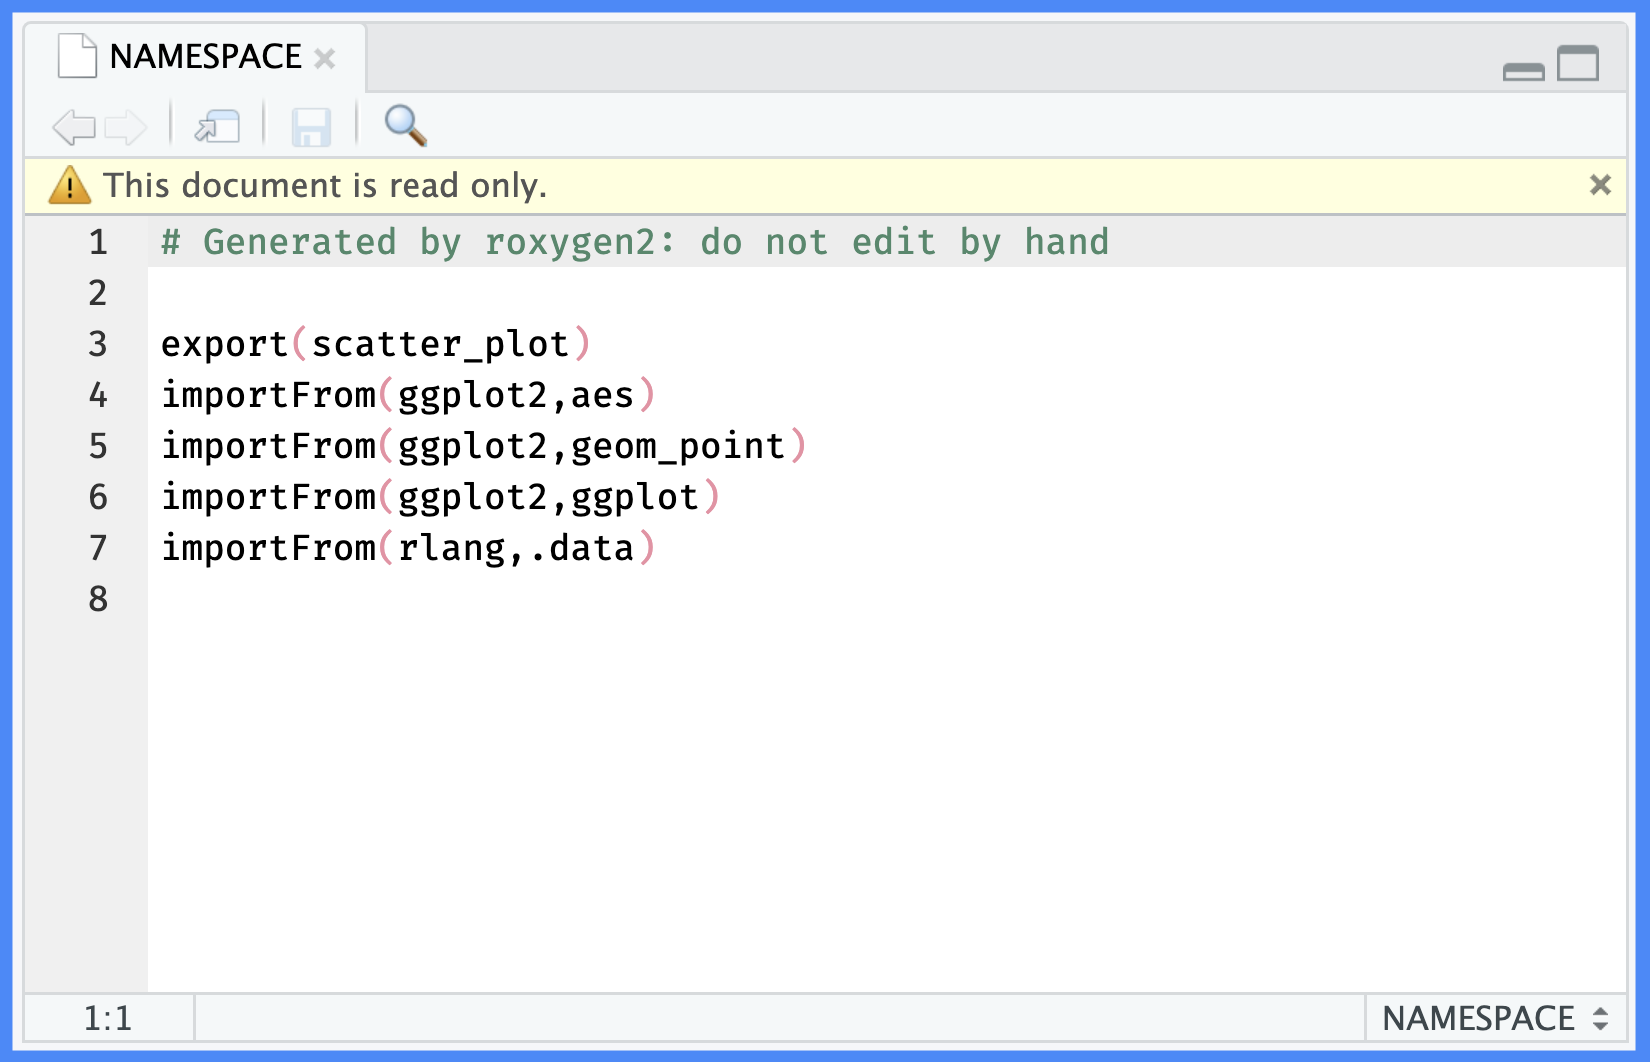 NAMESPACE
This document is read only.
1 # Generated by roxygen2: do not edit by hand
2
3 export(scatter_plot)
4 importFrom(ggplot2,aes)
5 importFrom(ggplot2,geom_point)
6 importFrom(ggplot2,ggplot)
7 importFrom(rlang,.data)
8
1:1 NAMESPACE